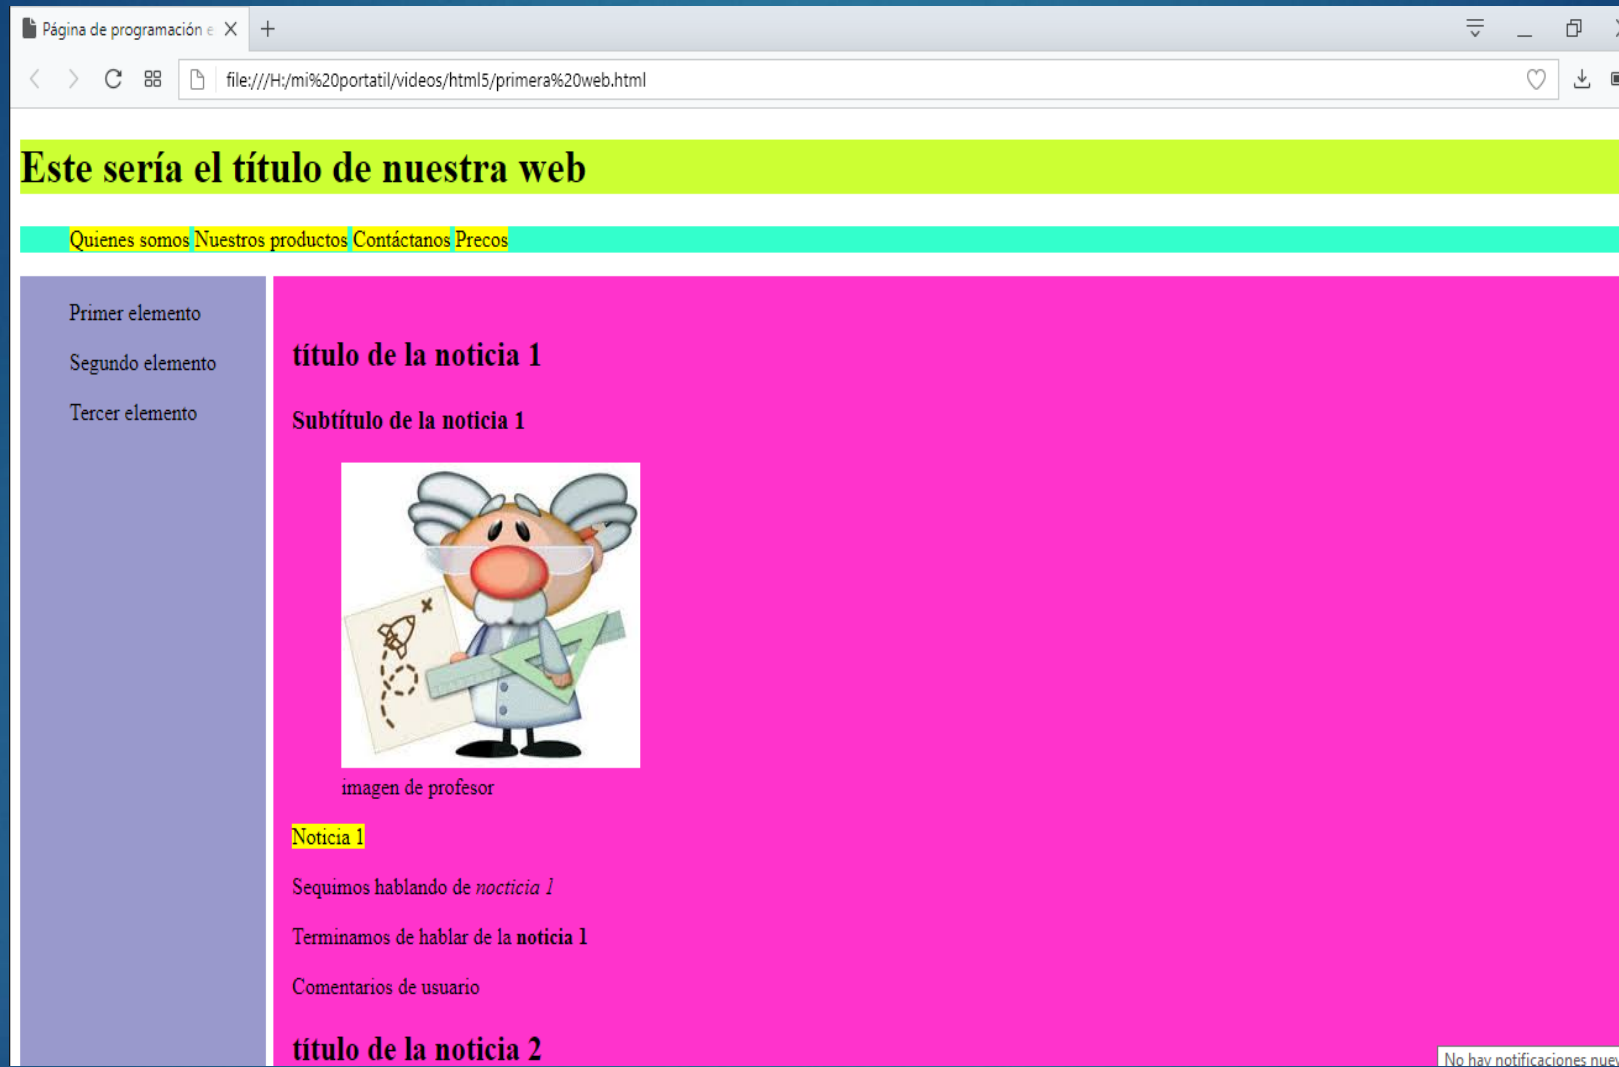 Página de programación e
file:///H:/mi%20portatil/videos/html5/primera%20web.html
Este sería el título de nuestra web
Quienes somos Nuestros productos Contáctanos Precos
Primer elemento
Segundo elemento
Tercer elemento
título de la noticia 1
Subtítulo de la noticia 1
imagen de profesor
Noticia 1
Sequimos hablando de nocticia 1
Terminamos de hablar de la noticia 1
Comentarios de usuario
título de la noticia 2
No hay notificaciones nuev